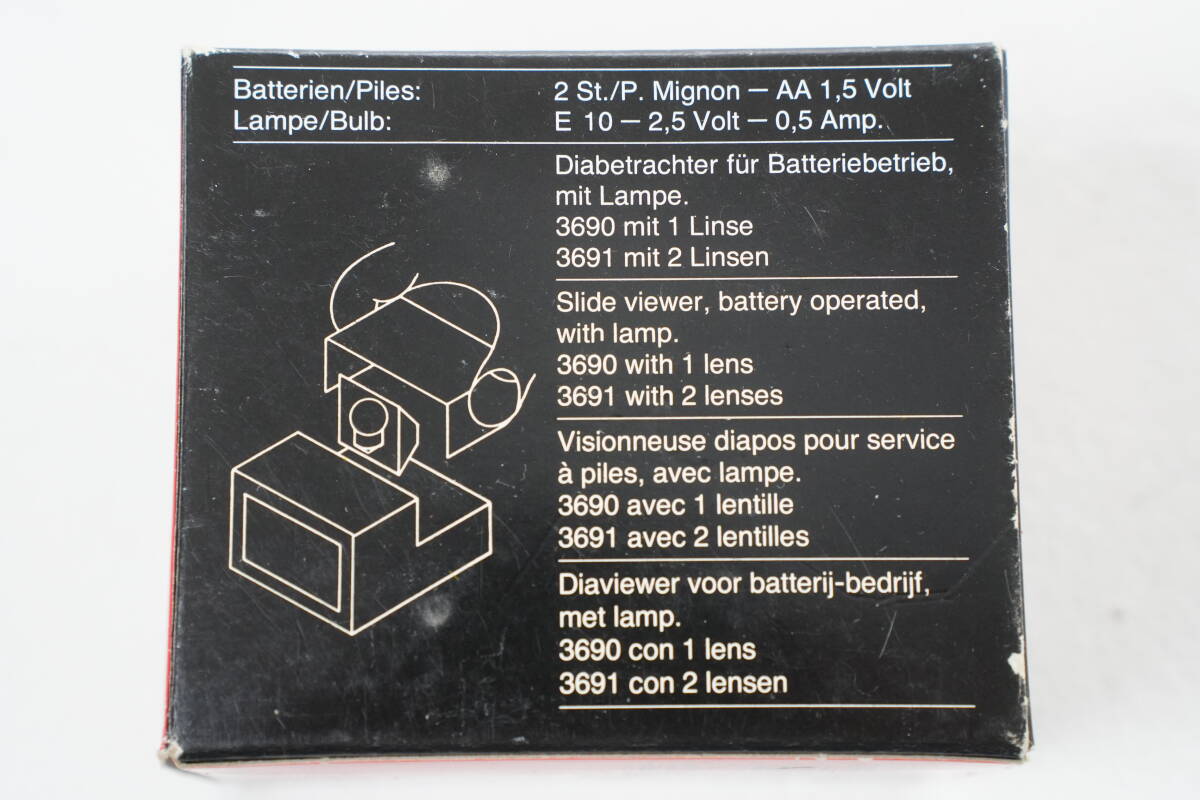 Batterien/Piles: 2 St./P. Mignon — AA 1,5 Volt
Lampe/Bulb: E 10 — 2,5 Volt — 0,5 Amp.
Diabetrachter für Batteriebetrieb,
mit Lampe.
3690 mit 1 Linse
3691 mit 2 Linsen
Slide viewer, battery operated,
with lamp.
3690 with 1 lens
3691 with 2 lenses
Visionneuse diapos pour service
à piles, avec lampe.
3690 avec 1 lentille
3691 avec 2 lentilles
Diaviewer voor batterij-bedrijf,
met lamp.
3690 con 1 lens
3691 con 2 lensen